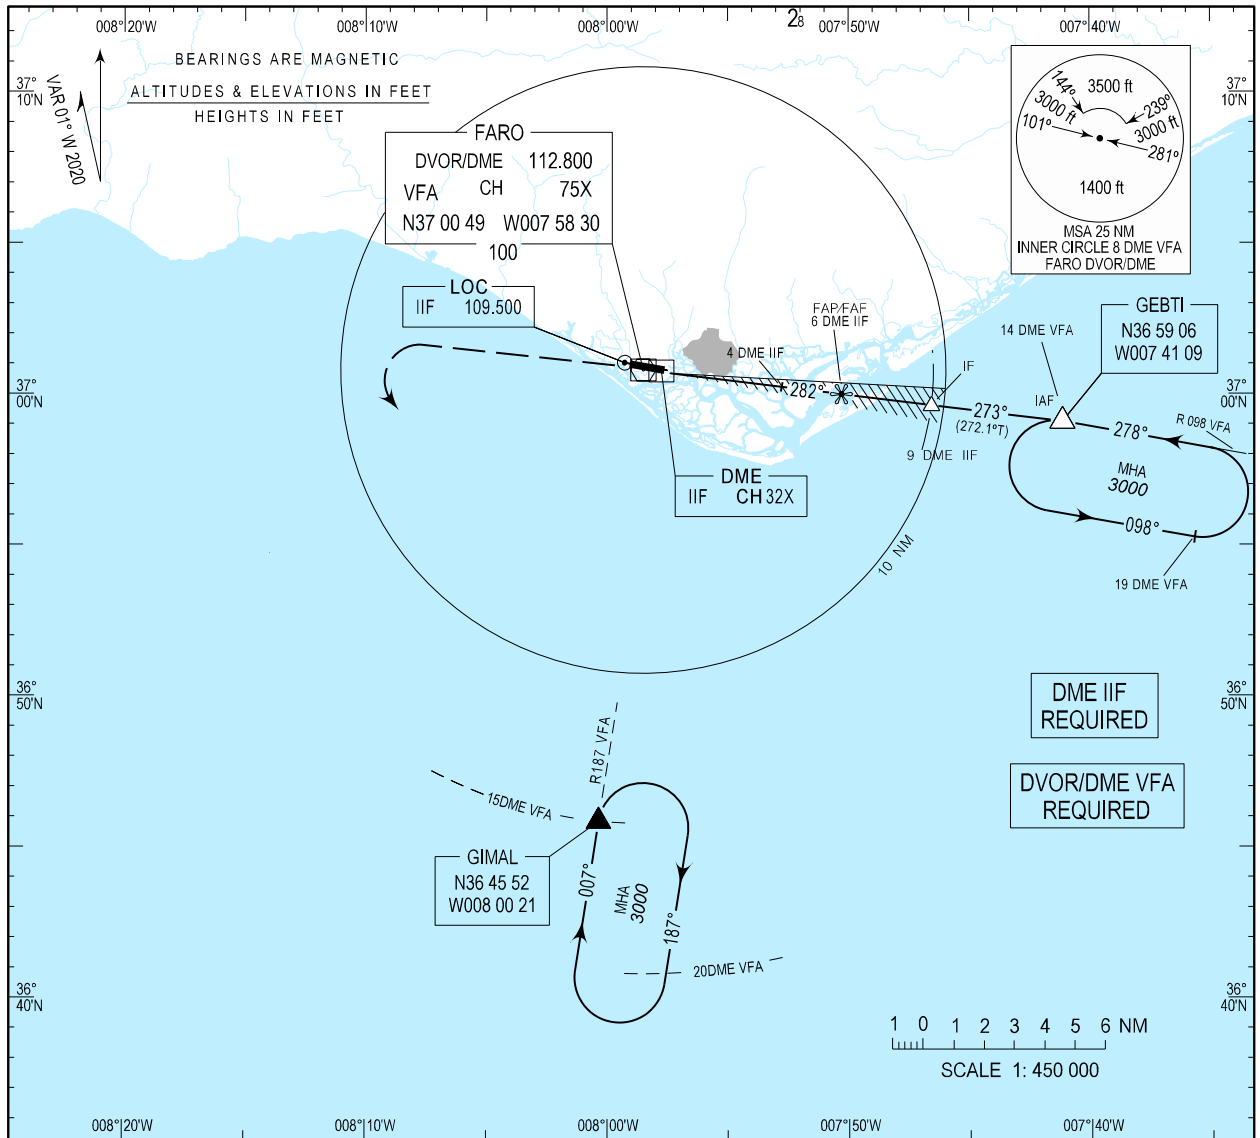 008°20'W 008°10'W 008°00'W 007°50'W 007°40'W
28
37°
10'N
37°
10'N
VAR 01° W 2020
BEARINGS ARE MAGNETIC
ALTITUDES & ELEVATIONS IN FEET
HEIGHTS IN FEET
FARO
DVOR/DME 112.800
VFA CH 75X
N37 00 49 W007 58 30
100
LOC
IIF 109.500
144°
3500 ft
239°
3000 ft
3000 ft
101°
281°
1400 ft
MSA 25 NM
INNER CIRCLE 8 DME VFA
FARO DVOR/DME
GEBTI
N36 59 06
W007 41 09
14 DME VFA
FAP/FAF
6 DME IIF
4 DME IIF
IF
IAF
37°
00'N
37°
00'N
282°
273°
(272.1°T)
278°
R 098 VFA
9 DME IIF
MHA
3000
098°
19 DME VFA
DME
IIF CH 32X
10 NM
36°
50'N
36°
50'N
DME IIF
REQUIRED
DVOR/DME VFA
REQUIRED
R187 VFA
15DME VFA
GIMAL
N36 45 52
W008 00 21
007°
MHA
3000
187°
20DME VFA
36°
40'N
36°
40'N
1 0 1 2 3 4 5 6 NM
SCALE 1: 450 000
008°20'W 008°10'W 008°00'W 007°50'W 007°40'W